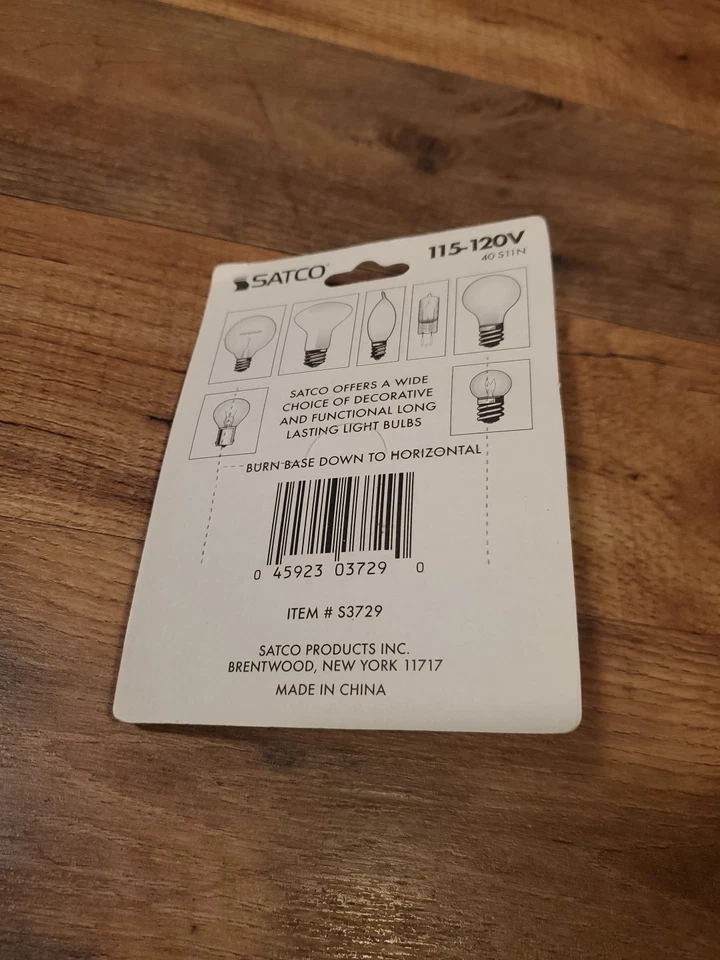 SATCO
115-120V
40 S11N
SATCO OFFERS A WIDE
CHOICE OF DECORATIVE
AND FUNCTIONAL LONG
LASTING LIGHT BULBS
BURN BASE DOWN TO HORIZONTAL
0 45923 03729 0
ITEM # S3729
SATCO PRODUCTS INC.
BRENTWOOD, NEW YORK 11717
MADE IN CHINA